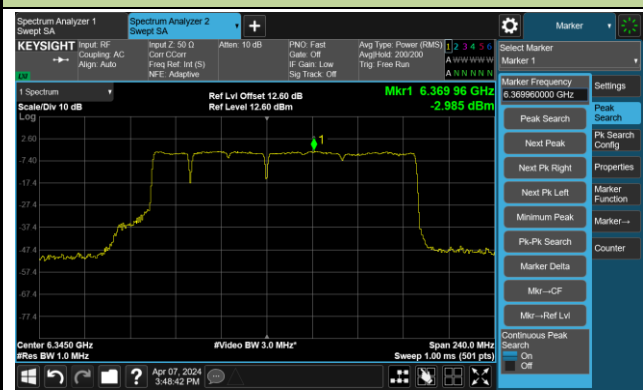 Spectrum Analyzer 1
Swept SA
Spectrum Analyzer 2
Swept SA
Marker
KEYSIGHT
Input: RF
Coupling: AC
Align: Auto
Input Z: 50 Ω
Corr CCorr
Freq Ref: Int (S)
NFE: Adaptive
Atten: 10 dB
PNO: Fast
Gate: Off
IF Gain: Low
Sig Track: Off
Avg Type: Power (RMS)
Avg|Hold: 200/200
Trig: Free Run
1 2 3 4 5 6
A W W W W W
A N N N N N
LVI
Select Marker
Marker 1
1 Spectrum
Scale/Div 10 dB
Log
Ref Lvl Offset 12.60 dB
Ref Level 12.60 dBm
Mkr1 6.369 96 GHz
-2.985 dBm
1
2.60
-7.40
-17.4
-27.4
-37.4
-47.4
-57.4
-67.4
-77.4
Center 6.3450 GHz
#Res BW 1.0 MHz
#Video BW 3.0 MHz*
Span 240.0 MHz
Sweep 1.00 ms (501 pts)
Marker Frequency
6.369960000 GHz
Peak Search
Next Peak
Next Pk Right
Next Pk Left
Minimum Peak
Pk-Pk Search
Marker Delta
Mkr→CF
Mkr→Ref Lvl
Continuous Peak
Search
On
Off
Settings
Peak
Search
Pk Search
Config
Properties
Marker
Function
Marker→
Counter
?
Apr 07, 2024
3:48:42 PM